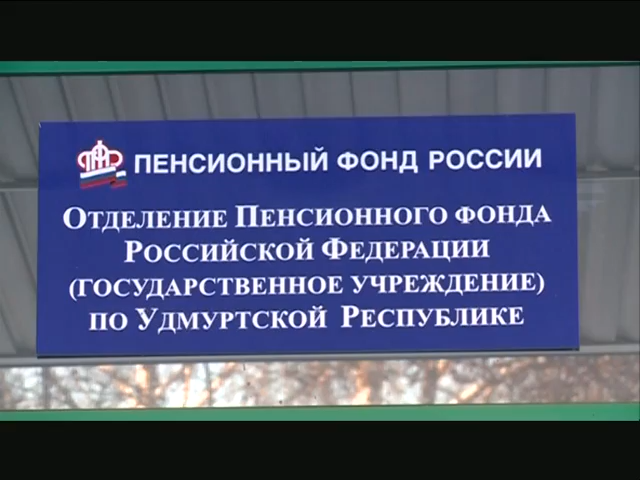 ПЕНСИОННЫЙ ФОНД РОССИИ
ОТДЕЛЕНИЕ ПЕНСИОННОГО ФОНДА
РОССИЙСКОЙ ФЕДЕРАЦИИ
(ГОСУДАРСТВЕННОЕ УЧРЕЖДЕНИЕ)
ПО УДМУРТСКОЙ РЕСПУБЛИКЕ